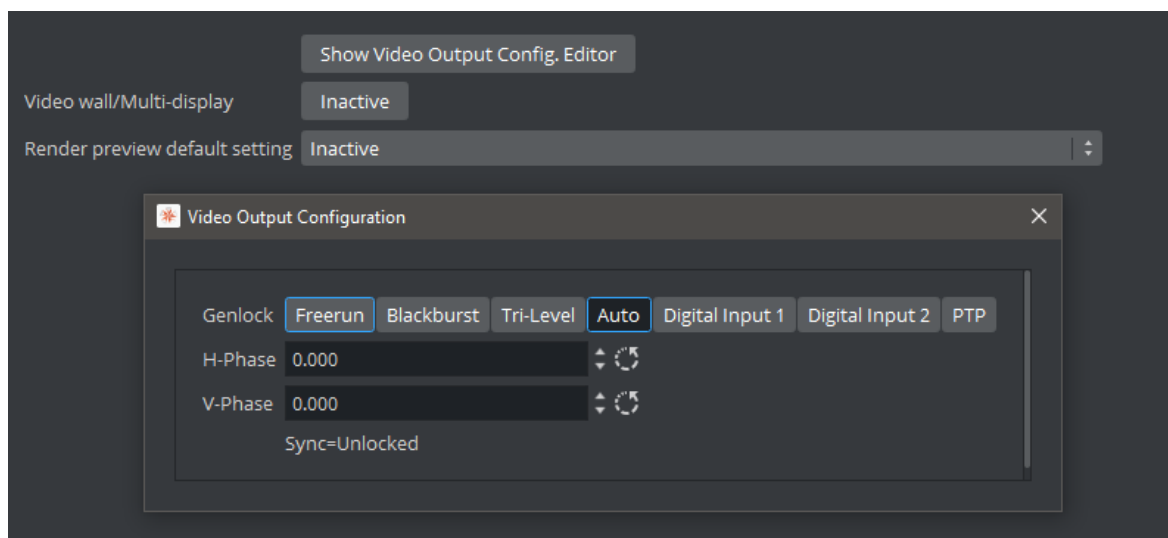 Show Video Output Config. Editor
Video wall/Multi-display Inactive
Render preview default setting Inactive
Video Output Configuration
Genlock Freerun Blackburst Tri-Level Auto Digital Input 1 Digital Input 2 PTP
H-Phase 0.000
V-Phase 0.000
Sync=Unlocked